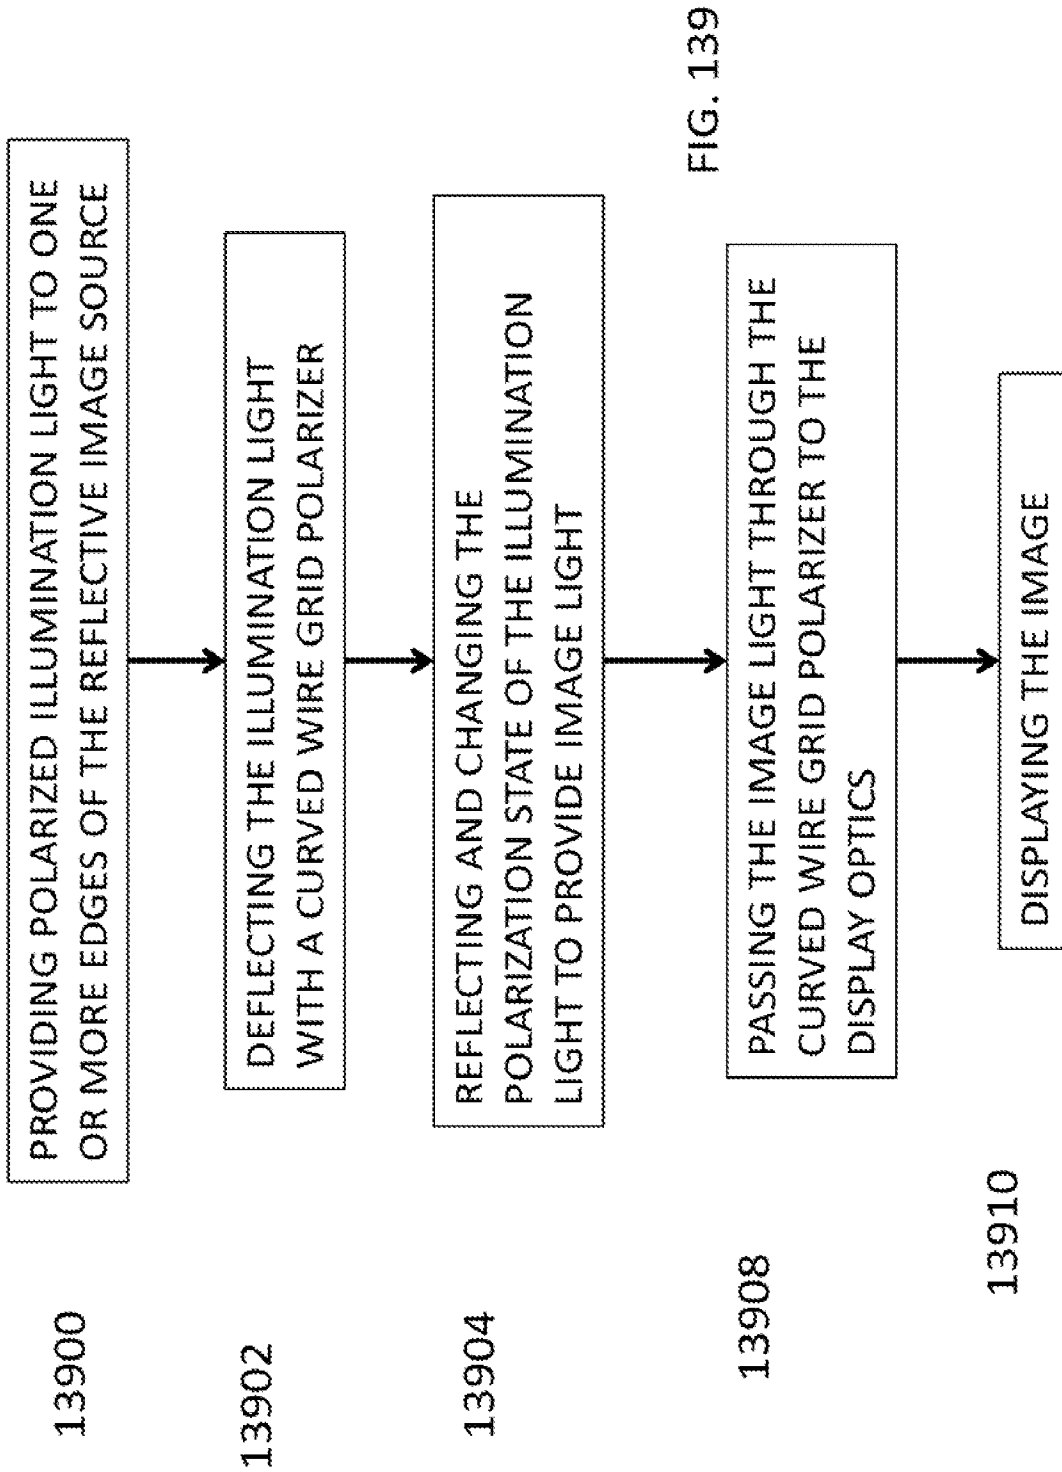 13900
PROVIDING POLARIZED ILLUMINATION LIGHT TO ONE
OR MORE EDGES OF THE REFLECTIVE IMAGE SOURCE
13902
DEFLECTING THE ILLUMINATION LIGHT
WITH A CURVED WIRE GRID POLARIZER
13904
REFLECTING AND CHANGING THE
POLARIZATION STATE OF THE ILLUMINATION
LIGHT TO PROVIDE IMAGE LIGHT
13908
PASSING THE IMAGE LIGHT THROUGH THE
CURVED WIRE GRID POLARIZER TO THE
DISPLAY OPTICS
13910
DISPLAYING THE IMAGE
FIG. 139